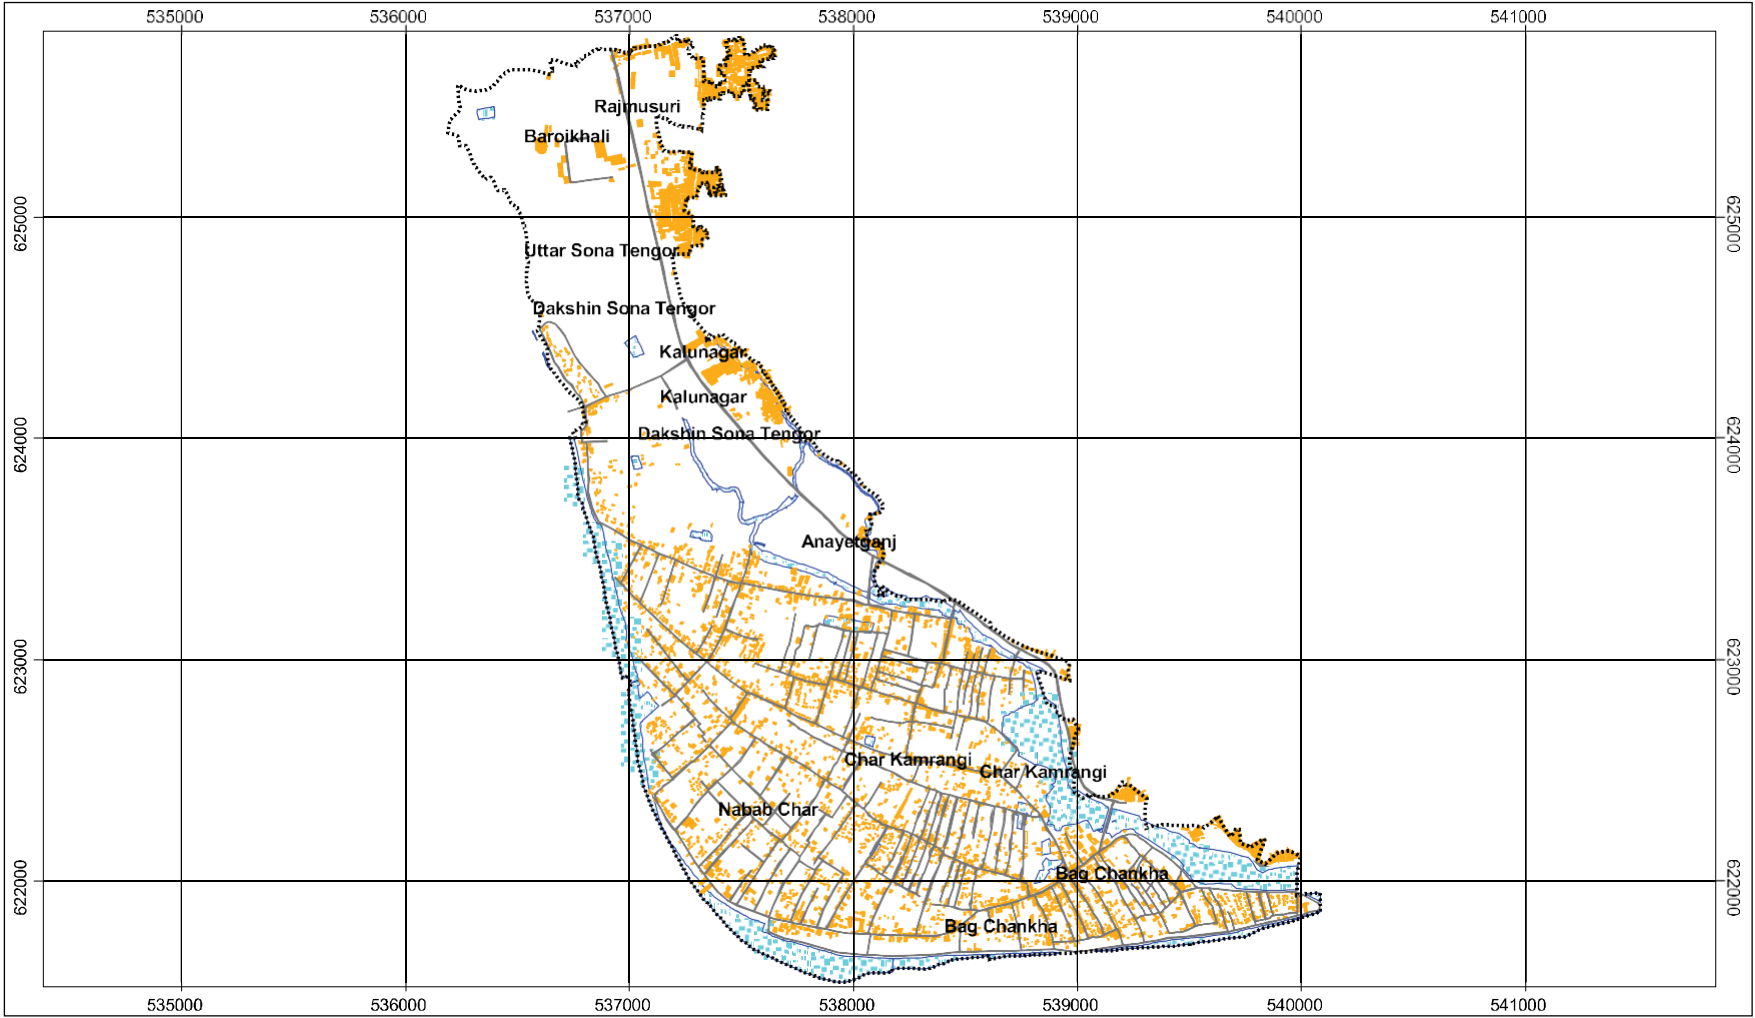 535000 536000 537000 538000 539000 540000 541000
Rajmusuri
Baroikhali
625000 625000
Uttar Sona Tengor
Dakshin Sona Tengor
Kalunagar
Kalunagar
Dakshin Sona Tengor
624000 624000
Anayetganj
623000 623000
Char Kamrangi
Char Kamrangi
Nabab Char
Bag Chankha
622000 622000
Bag Chankha
535000 536000 537000 538000 539000 540000 541000